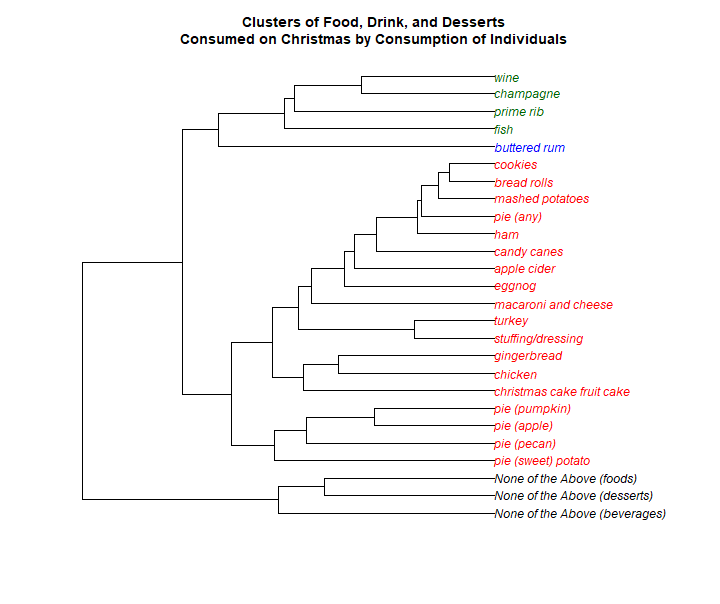 Clusters of Food, Drink, and Desserts
Consumed on Christmas by Consumption of Individuals
wine
champagne
prime rib
fish
buttered rum
cookies
bread rolls
mashed potatoes
pie (any)
ham
candy canes
apple cider
eggnog
macaroni and cheese
turkey
stuffing/dressing
gingerbread
chicken
christmas cake fruit cake
pie (pumpkin)
pie (apple)
pie (pecan)
pie (sweet) potato
None of the Above (foods)
None of the Above (desserts)
None of the Above (beverages)